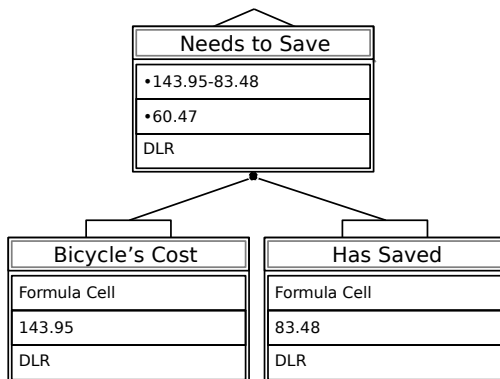 Needs to Save
•143.95-83.48
•60.47
DLR
Bicycle’s Cost
Formula Cell
143.95
DLR
Has Saved
Formula Cell
83.48
DLR